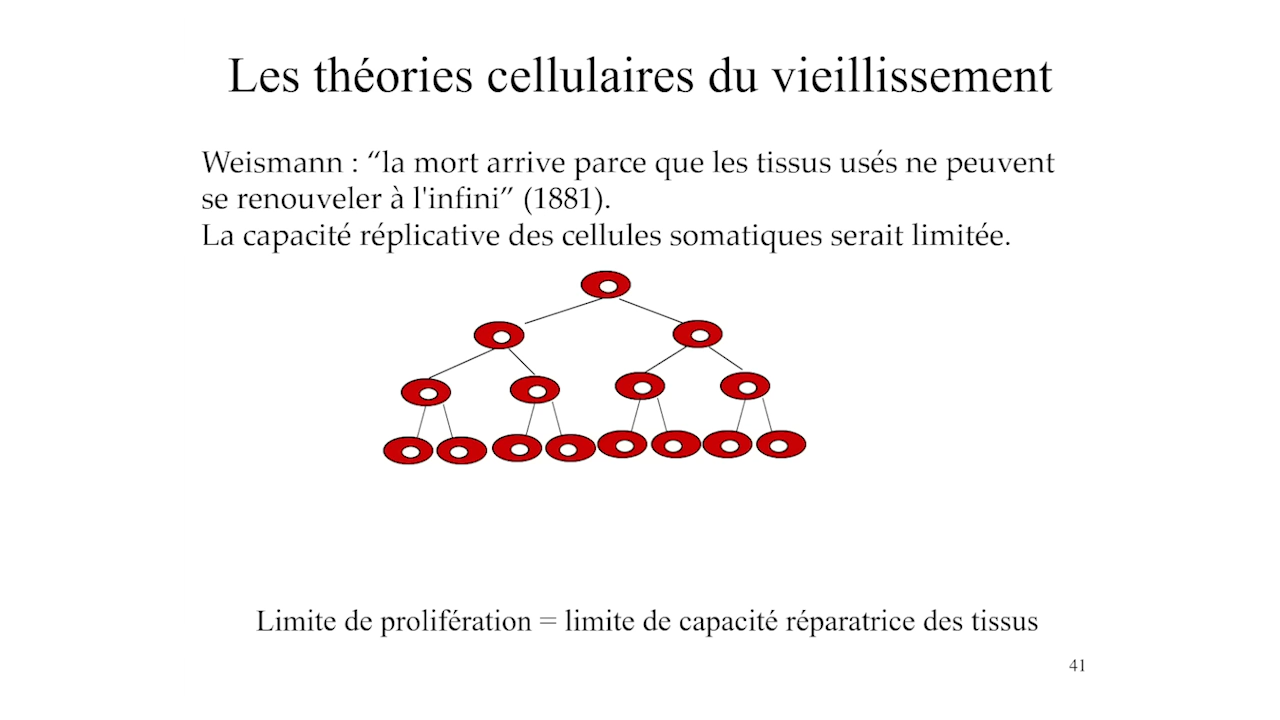 Les théories cellulaires du vieillissement
Weismann : “la mort arrive parce que les tissus usés ne peuvent
se renouveler à l'infini” (1881).
La capacité réplicative des cellules somatiques serait limitée.
Limite de prolifération = limite de capacité réparatrice des tissus
41